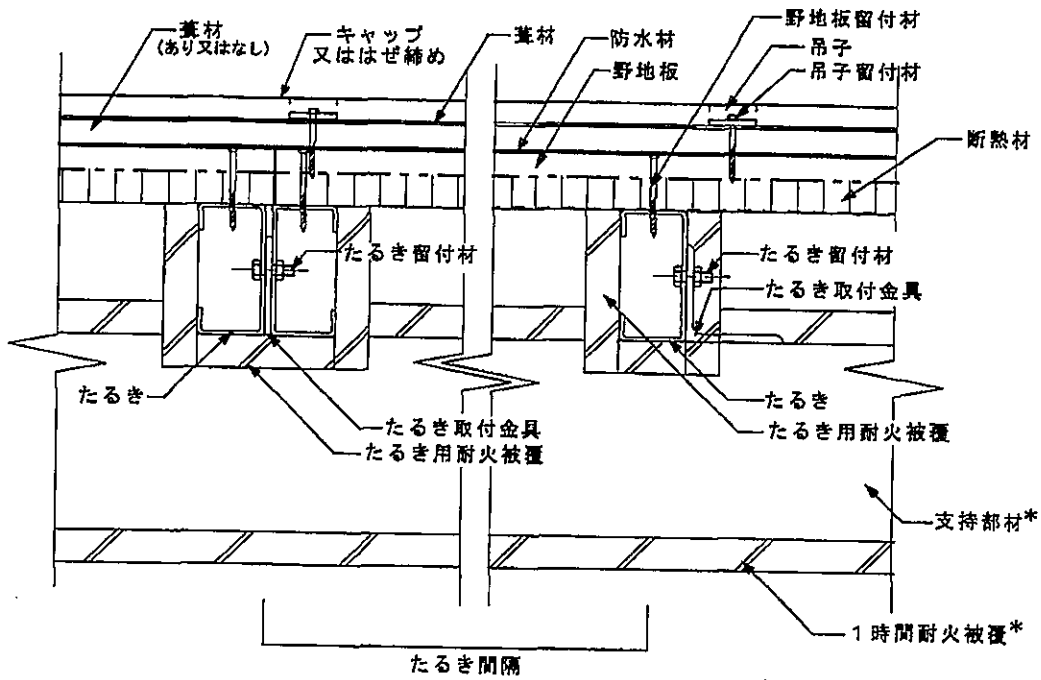 葺材
(あり又はなし)
キャップ
又ははぜ締め
葺材
防水材
野地板
野地板留付材
吊子
吊子留付材
断熱材
たるき留付材
たるき留付材
たるき取付金具
たるき
たるき取付金具
たるき用耐火被覆
たるき
たるき用耐火被覆
支持部材*
1時間耐火被覆*
たるき間隔